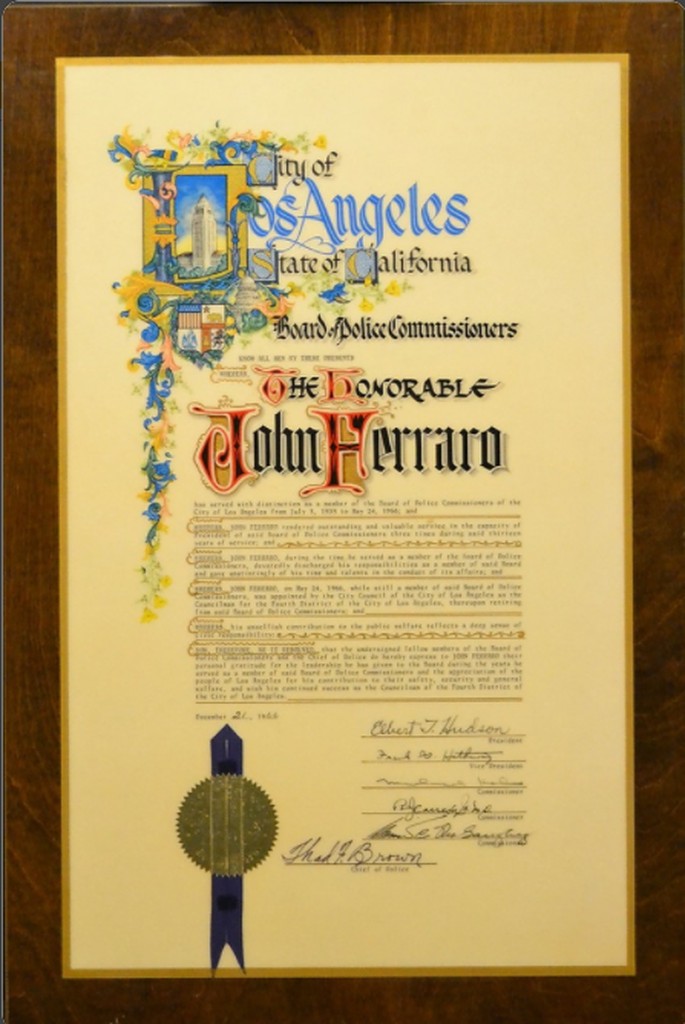 City of
Los Angeles
State of California
Board of Police Commissioners
KNOW ALL MEN BY THESE PRESENTS
WHEREAS,
THE HONORABLE
John Ferraro
has served with distinction as a member of the Board of Police Commissioners of the
City of Los Angeles from July 1, to May 24, 1966; and
WHEREAS, JOHN FERRARO rendered outstanding and valuable service in the capacity of
President of said Board of Police Commissioners three times during said thirteen
years of service; and
WHEREAS, JOHN FERRARO, during the time he served as a member of the Board of Police
Commissioners, devotedly discharged his responsibilities as a member of said Board
and gave unstintingly of his time and talents in the conduct of its affairs; and
WHEREAS, JOHN FERRARO, on May 24, 1966, while still a member of said Board of Police
Commissioners, was appointed by the City Council of the City of Los Angeles as the
Councilman for the Fourth District of the City of Los Angeles, thereupon retiring
from said Board of Police Commissioners; and
WHEREAS, his unselfish contribution to the public welfare reflects a deep sense of
civic responsibility;
NOW, THEREFORE, BE IT RESOLVED, that the undersigned fellow members of the Board of
Police Commissioners and the Chief of Police do hereby express to JOHN FERRARO their
personal gratitude for the leadership he has given to the Board during the years he
served as a member of said Board of Police Commissioners and the appreciation of the
people of Los Angeles for his contribution to their safety, security and general
welfare, and wish him continued success as the Councilman of the Fourth District of
the City of Los Angeles.
December 21, 1966
Elbert T. Hudson
President
Frank
Vice President
Commissioner
Commissioner
Commissioner
Thad F. Brown
Chief of Police